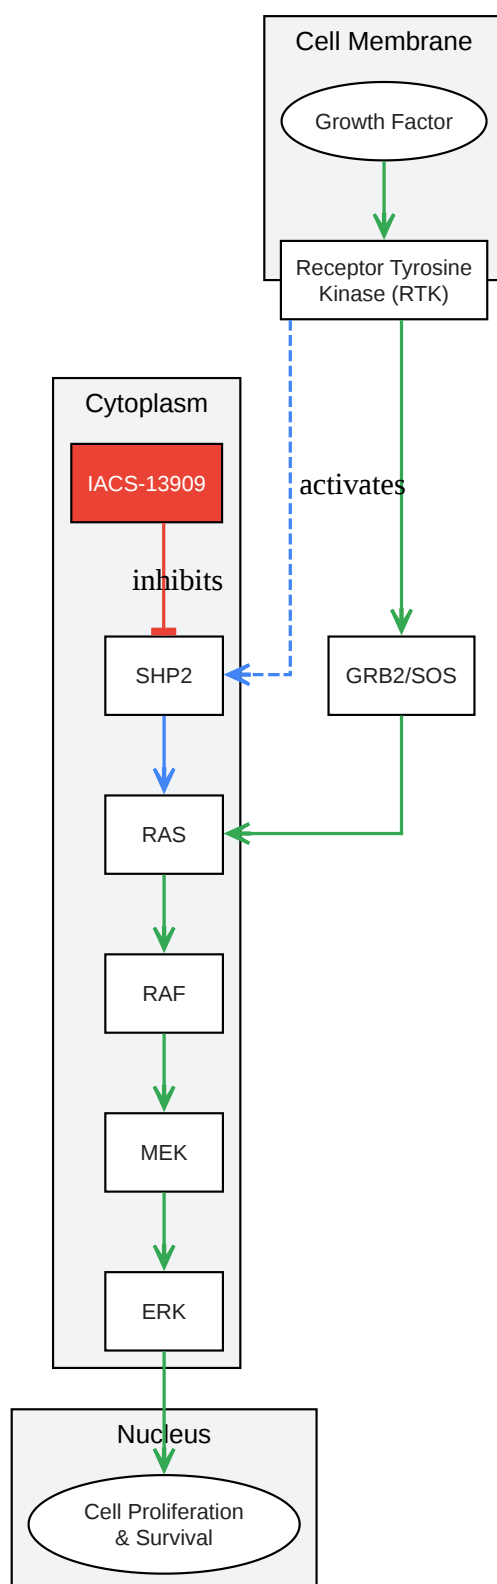 Cell Membrane
Growth Factor
Receptor Tyrosine
Kinase (RTK)
Cytoplasm
IACS-13909
activates
inhibits
SHP2
GRB2/SOS
RAS
RAF
MEK
ERK
Nucleus
Cell Proliferation
& Survival